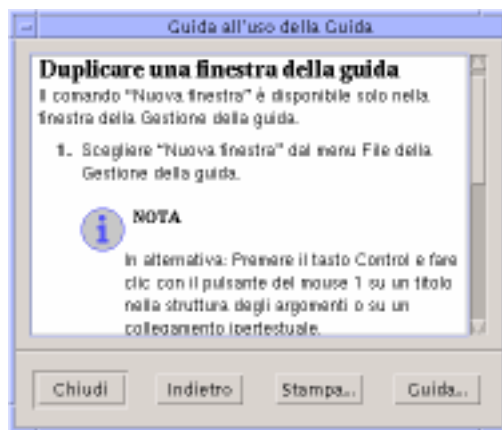 Guida all'uso della Guida
Duplicare una finestra della guida
Il comando "Nuova finestra" è disponibile solo nella
finestra della Gestione della guida.
1. Scegliere "Nuova finestra" dal menu File della
Gestione della guida.
NOTA
In alternativa: Premere il tasto Control e fare
clic con il pulsante del mouse 1 su un titolo
nella struttura degli argomenti o su un
collegamento ipertestuale.
Chiudi Indietro Stampa... Guida...